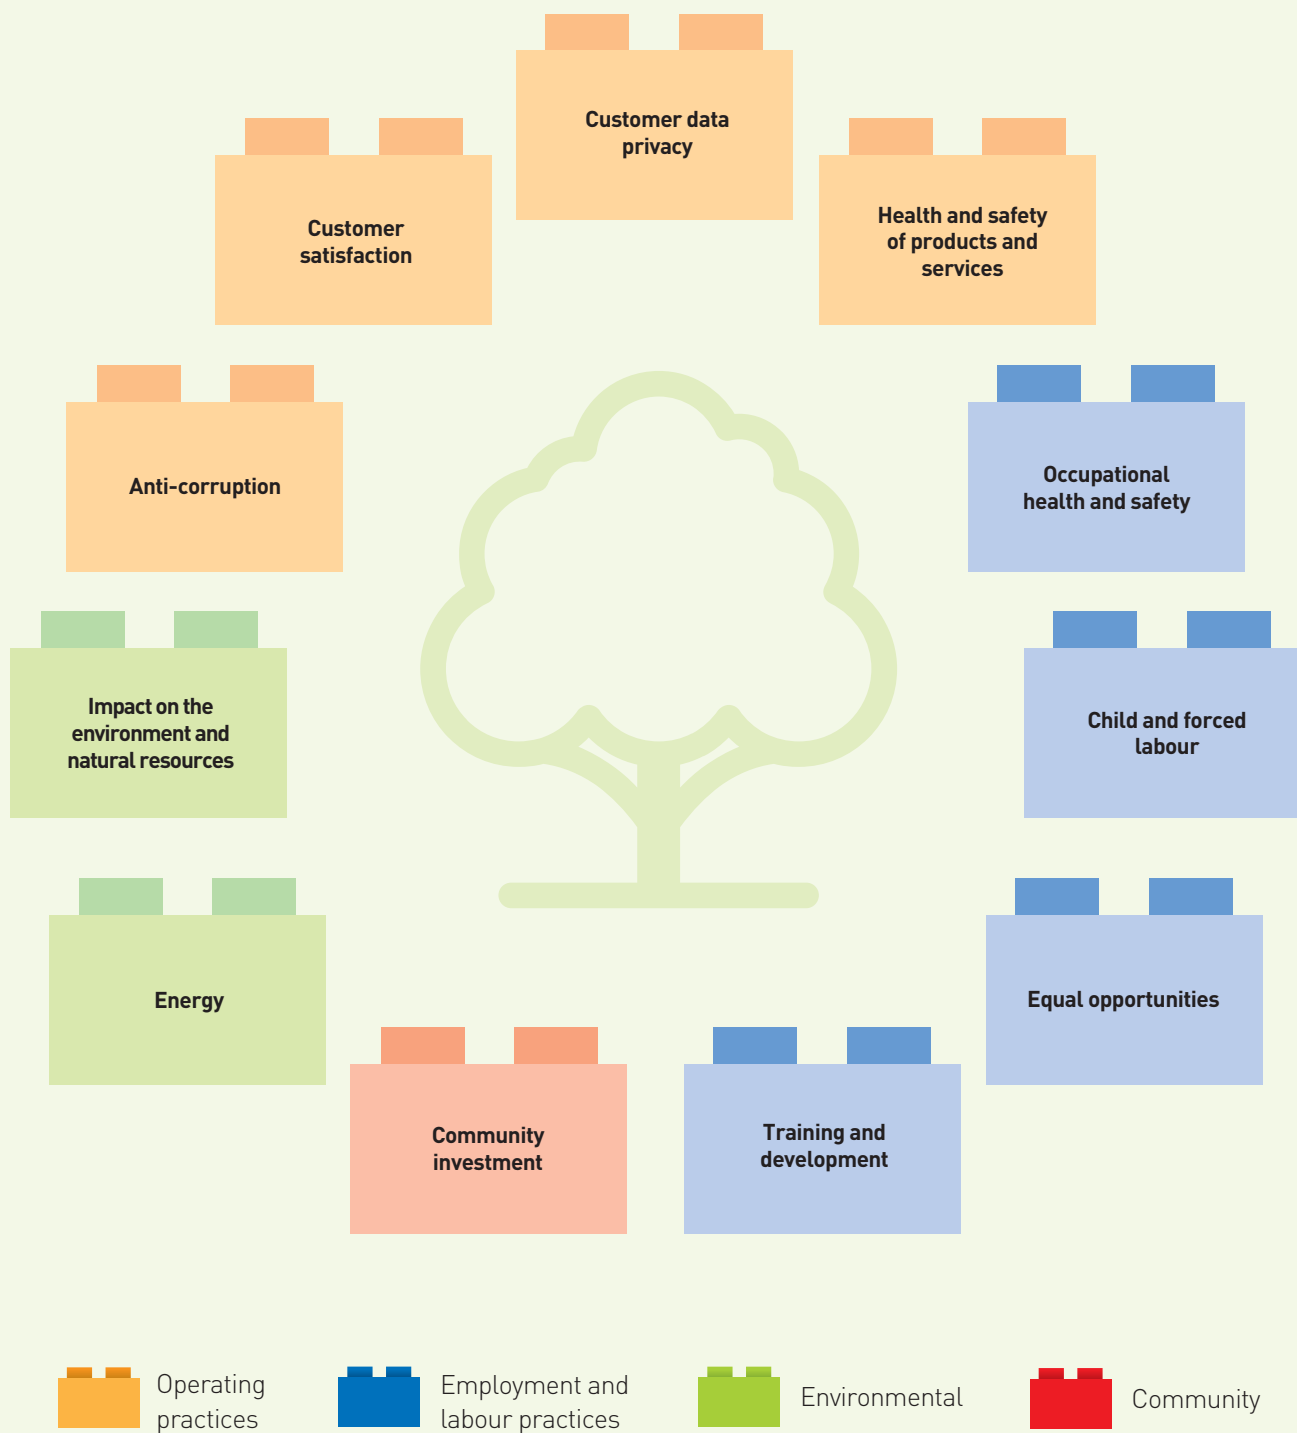 Customer data
privacy
Customer
satisfaction
Health and safety
of products and
services
Anti-corruption
Occupational
health and safety
Impact on the
environment and
natural resources
Child and forced
labour
Energy
Equal opportunities
Community
investment
Training and
development
Operating
practices
Employment and
labour practices
Environmental
Community